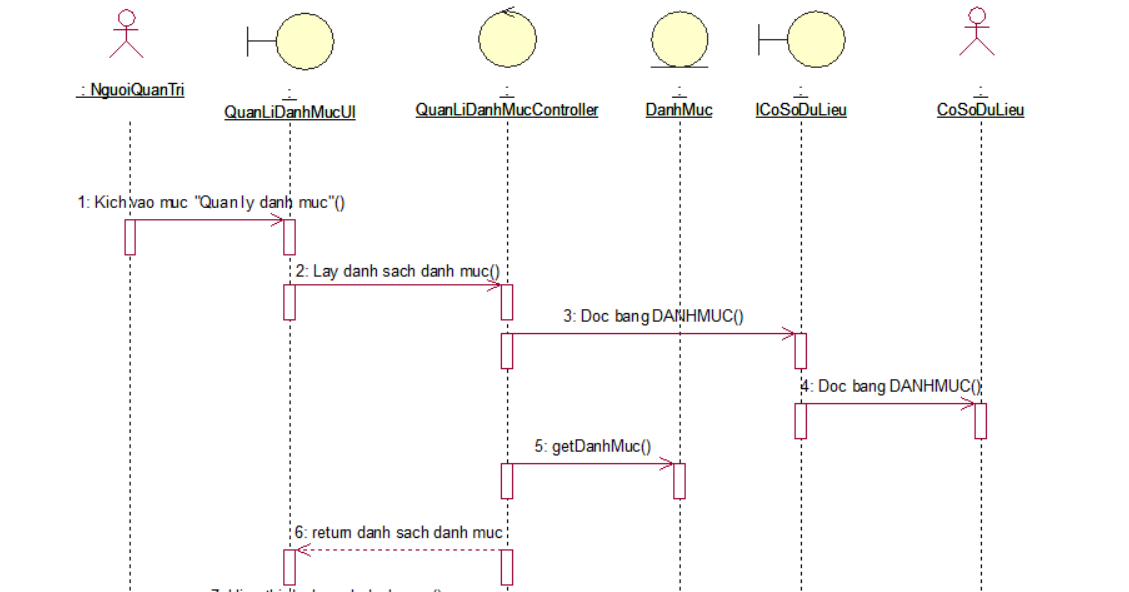 : NguoiQuanTri
:
QuanLiDanhMucUI
:
QuanLiDanhMucController
:
DanhMuc
:
ICoSoDuLieu
:
CoSoDuLieu
1: Kich vao muc "Quan ly danh muc"()
2: Lay danh sach danh muc()
3: Doc bang DANHMUC()
4: Doc bang DANHMUC()
5: getDanhMuc()
6: return danh sach danh muc